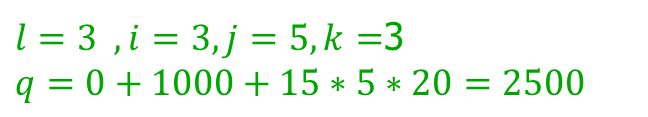 l = 3 , i = 3, j = 5, k =3
q = 0 + 1000 + 15 * 5 * 20 = 2500